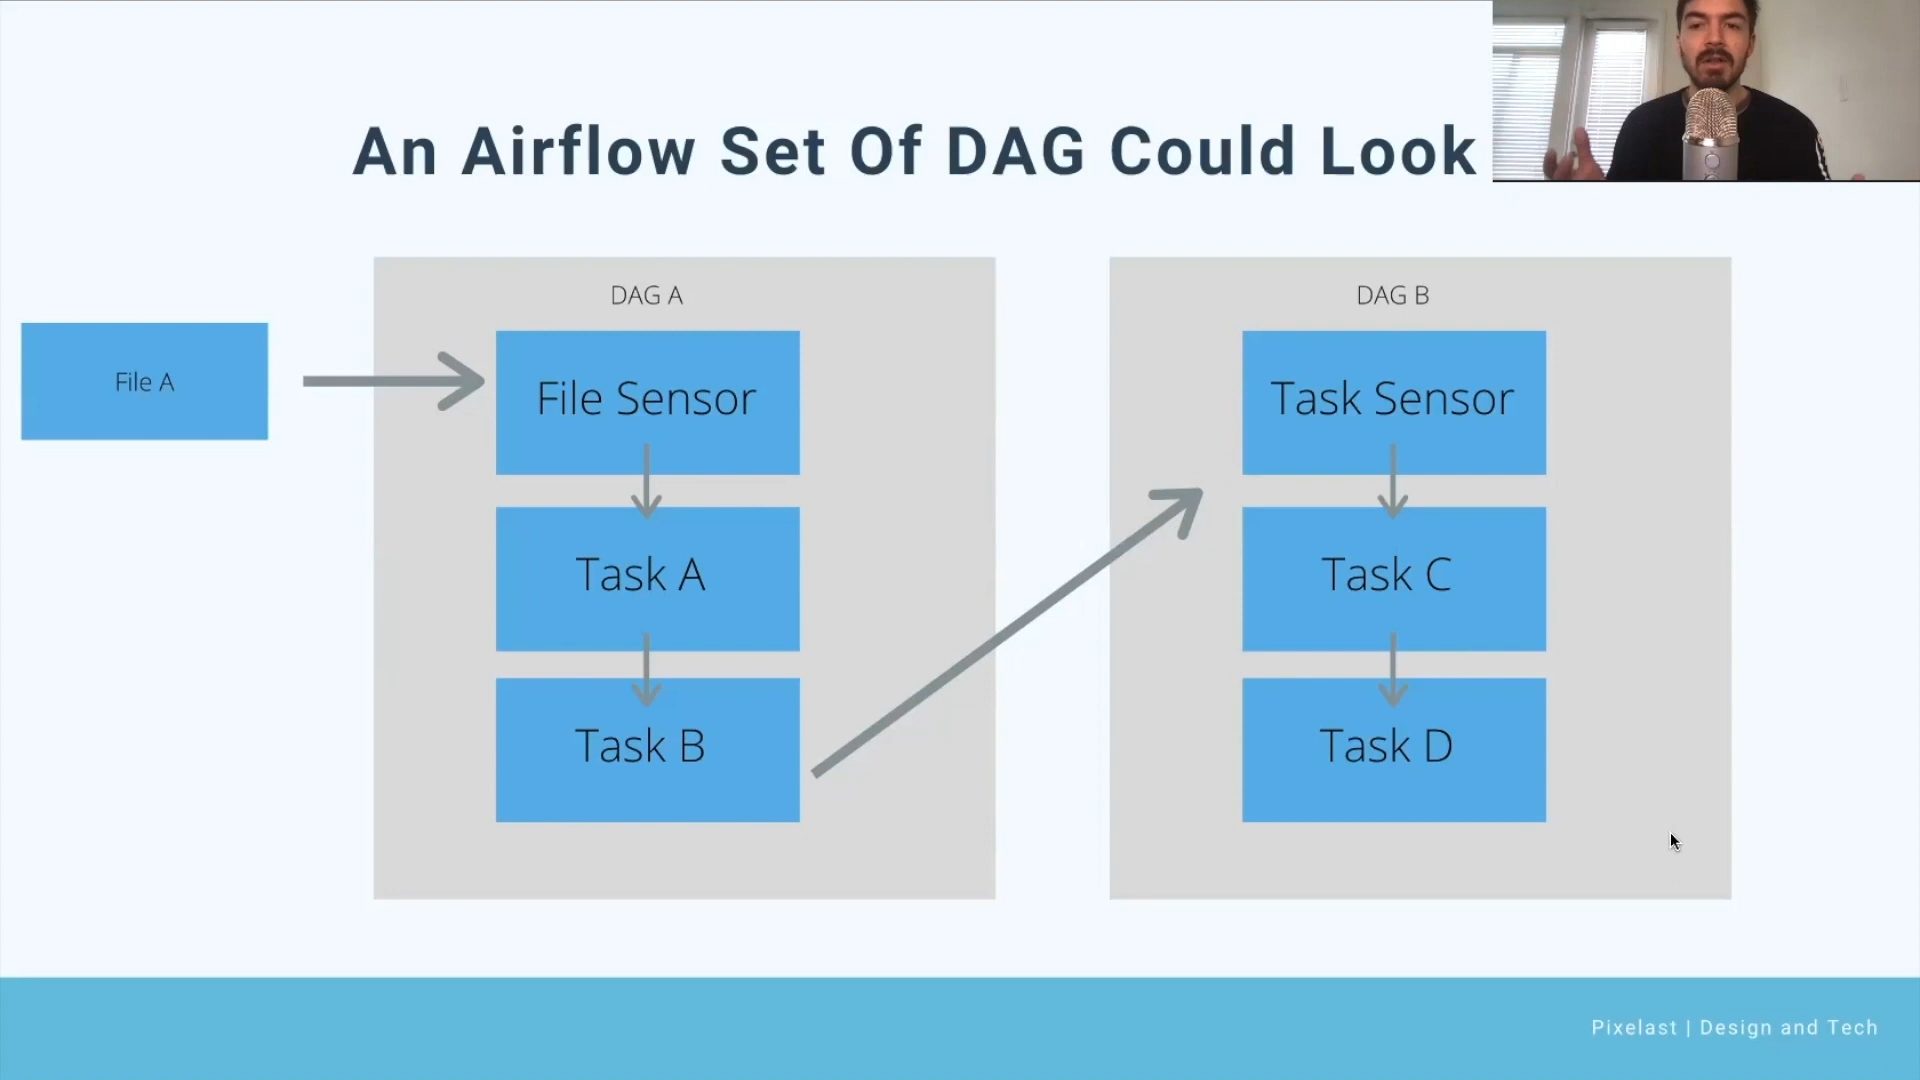 An Airflow Set Of DAG Could Look
DAG A
DAG B
File A
File Sensor
Task Sensor
Task A
Task C
Task B
Task D
Pixelast | Design and Tech